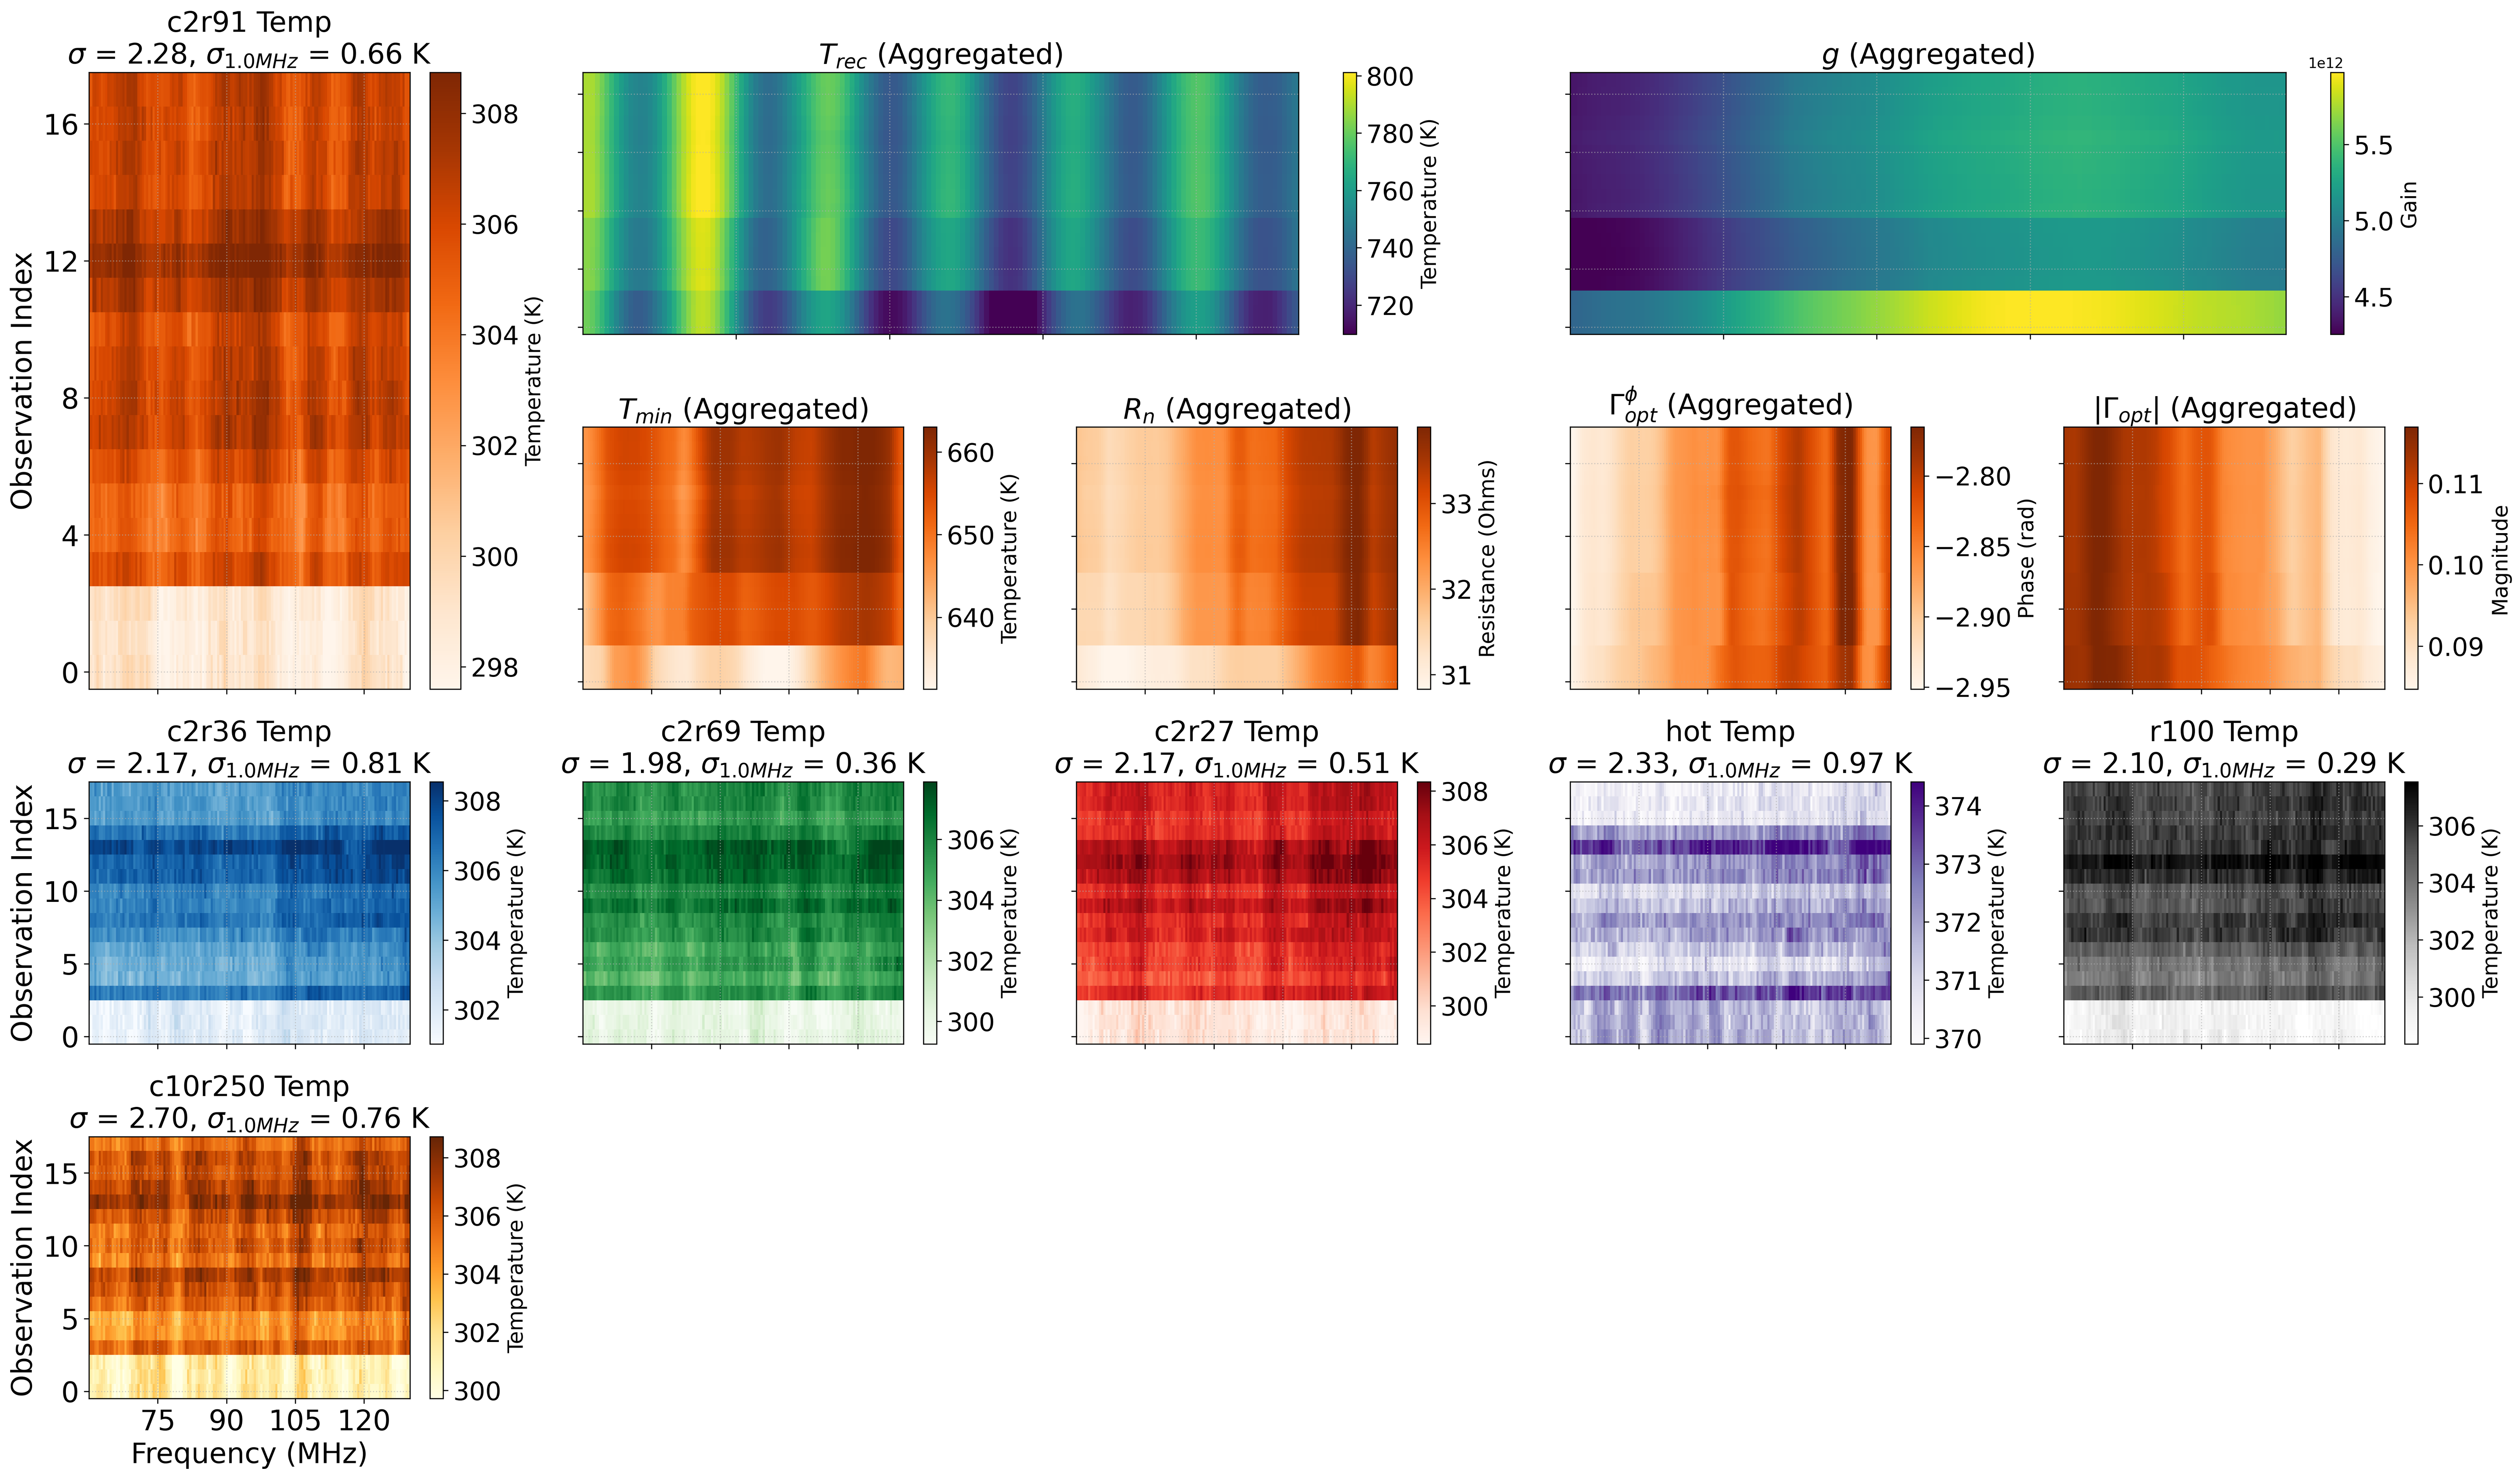 c2r91 Temp
σ = 2.28, σ1.0MHz = 0.66 K
Observation Index
16
12
8
4
0
308
306
304
302
300
298
Temperature (K)
Trec (Aggregated)
800
780
760
740
720
Temperature (K)
g (Aggregated)
1e12
5.5
5.0
4.5
Gain
Tmin (Aggregated)
660
650
640
Temperature (K)
Rn (Aggregated)
33
32
31
Resistance (Ohms)
Γϕopt (Aggregated)
−2.80
−2.85
−2.90
−2.95
Phase (rad)
|Γopt| (Aggregated)
0.11
0.10
0.09
Magnitude
c2r36 Temp
σ = 2.17, σ1.0MHz = 0.81 K
Observation Index
15
10
5
0
308
306
304
302
Temperature (K)
c2r69 Temp
σ = 1.98, σ1.0MHz = 0.36 K
306
304
302
300
Temperature (K)
c2r27 Temp
σ = 2.17, σ1.0MHz = 0.51 K
308
306
304
302
300
Temperature (K)
hot Temp
σ = 2.33, σ1.0MHz = 0.97 K
374
373
372
371
370
Temperature (K)
r100 Temp
σ = 2.10, σ1.0MHz = 0.29 K
306
304
302
300
Temperature (K)
c10r250 Temp
σ = 2.70, σ1.0MHz = 0.76 K
Observation Index
15
10
5
0
308
306
304
302
300
Temperature (K)
75 90 105 120
Frequency (MHz)